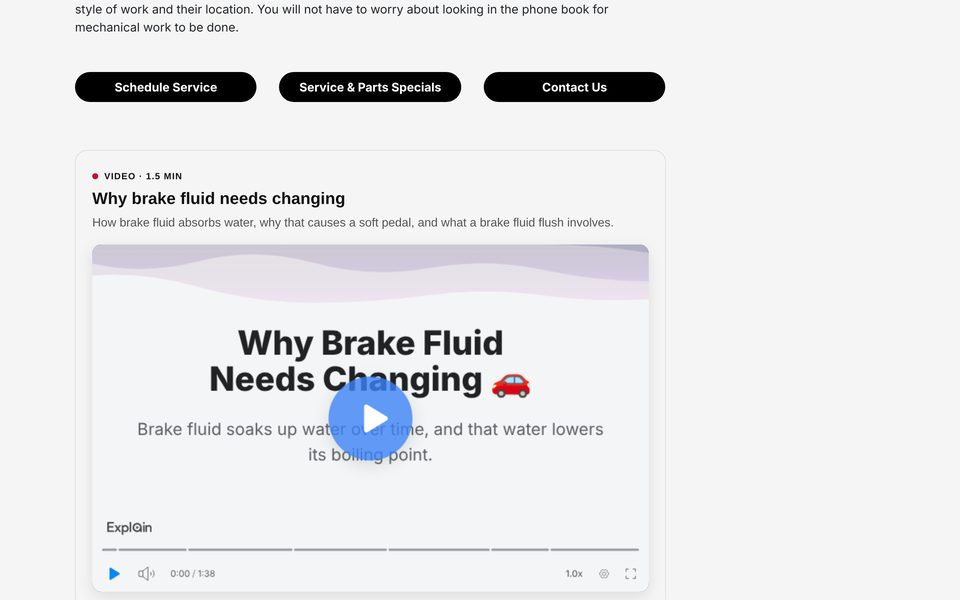 style of work and their location. You will not have to worry about looking in the phone book for
mechanical work to be done.
Schedule Service
Service & Parts Specials
Contact Us
VIDEO · 1.5 MIN
Why brake fluid needs changing
How brake fluid absorbs water, why that causes a soft pedal, and what a brake fluid flush involves.
Why Brake Fluid
Needs Changing 🚗
Brake fluid soaks up water over time, and that water lowers
its boiling point.
Explain
0:00 / 1:38
1.0x